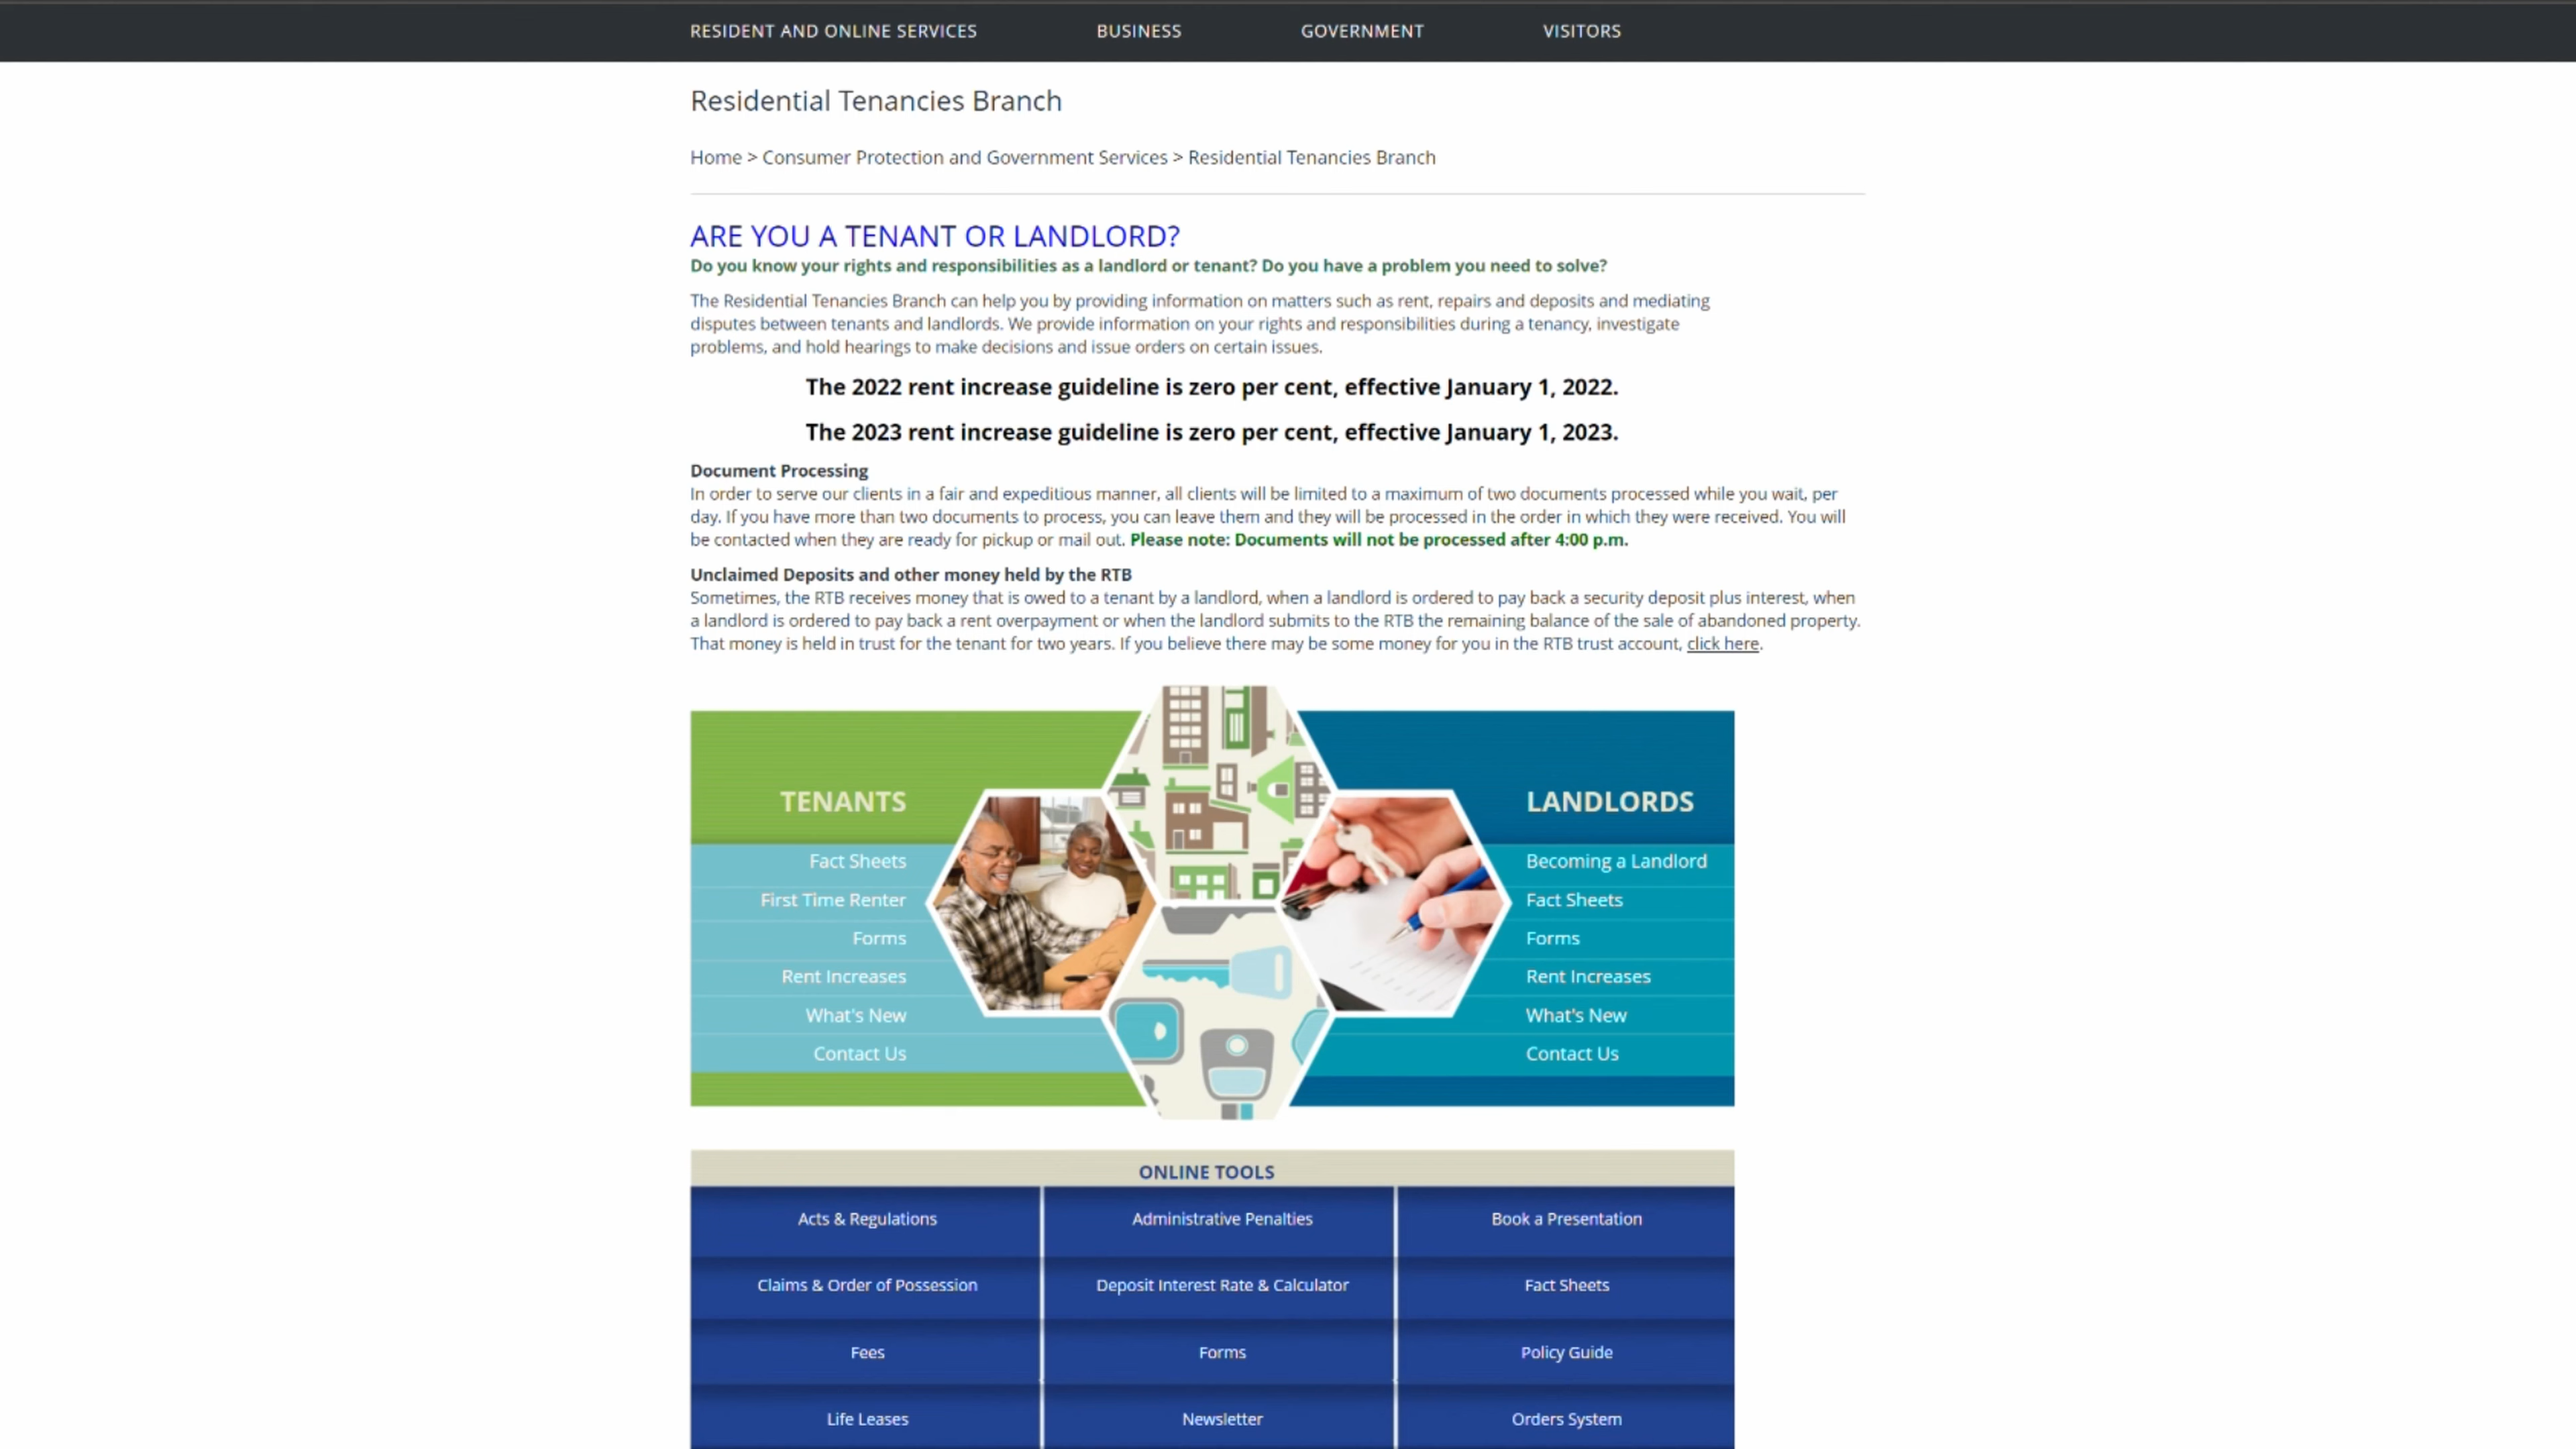 RESIDENT AND ONLINE SERVICES BUSINESS GOVERNMENT VISITORS
Residential Tenancies Branch
Home > Consumer Protection and Government Services > Residential Tenancies Branch
ARE YOU A TENANT OR LANDLORD?
Do you know your rights and responsibilities as a landlord or tenant? Do you have a problem you need to solve?
The Residential Tenancies Branch can help you by providing information on matters such as rent, repairs and deposits and mediating
disputes between tenants and landlords. We provide information on your rights and responsibilities during a tenancy, investigate
problems, and hold hearings to make decisions and issue orders on certain issues.
The 2022 rent increase guideline is zero per cent, effective January 1, 2022.
The 2023 rent increase guideline is zero per cent, effective January 1, 2023.
Document Processing
In order to serve our clients in a fair and expeditious manner, all clients will be limited to a maximum of two documents processed while you wait, per
day. If you have more than two documents to process, you can leave them and they will be processed in the order in which they were received. You will
be contacted when they are ready for pickup or mail out. Please note: Documents will not be processed after 4:00 p.m.
Unclaimed Deposits and other money held by the RTB
Sometimes, the RTB receives money that is owed to a tenant by a landlord, when a landlord is ordered to pay back a security deposit plus interest, when
a landlord is ordered to pay back a rent overpayment or when the landlord submits to the RTB the remaining balance of the sale of abandoned property.
That money is held in trust for the tenant for two years. If you believe there may be some money for you in the RTB trust account, click here.
TENANTS
Fact Sheets
First Time Renter
Forms
Rent Increases
What's New
Contact Us
LANDLORDS
Becoming a Landlord
Fact Sheets
Forms
Rent Increases
What's New
Contact Us
ONLINE TOOLS
Acts & Regulations Administrative Penalties Book a Presentation
Claims & Order of Possession Deposit Interest Rate & Calculator Fact Sheets
Fees Forms Policy Guide
Life Leases Newsletter Orders System